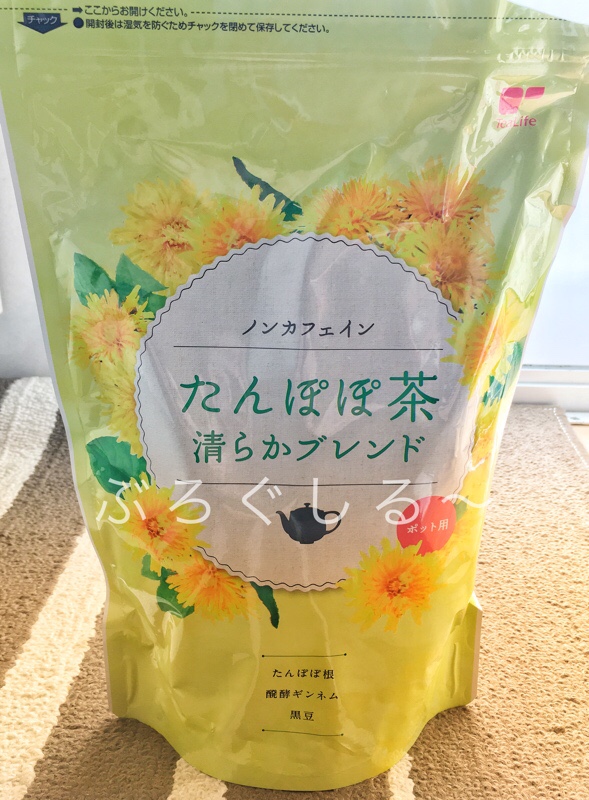 チャック
➡ここからお開けください。
●開封後は湿気を防ぐためチャックを閉めて保存してください。
TeaLife
ノンカフェイン
たんぽぽ茶
清らかブレンド
ぶろぐしる～
ポット用
たんぽぽ根
醗酵ギンネム
黒豆